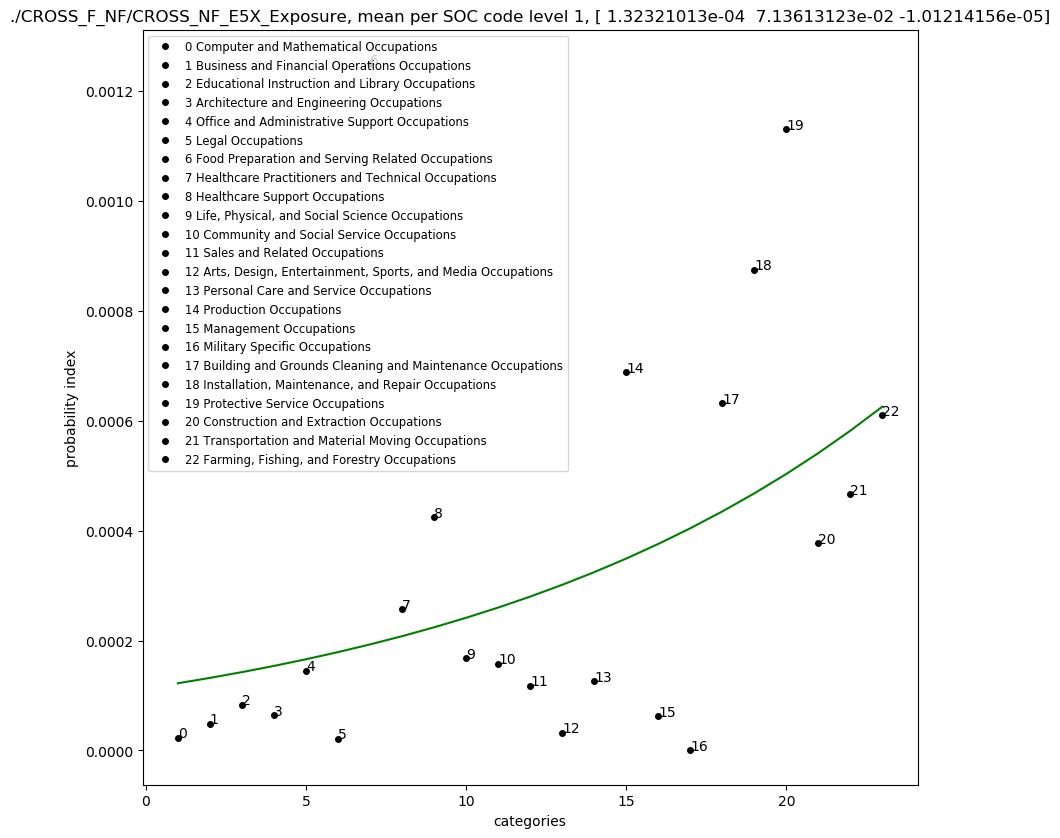 ./CROSS_F_NF/CROSS_NF_E5X_Exposure, mean per SOC code level 1, [ 1.32321013e-04  7.13613123e-02 -1.01214156e-05]
0 Computer and Mathematical Occupations
1 Business and Financial Operations Occupations
2 Educational Instruction and Library Occupations
3 Architecture and Engineering Occupations
4 Office and Administrative Support Occupations
5 Legal Occupations
6 Food Preparation and Serving Related Occupations
7 Healthcare Practitioners and Technical Occupations
8 Healthcare Support Occupations
9 Life, Physical, and Social Science Occupations
10 Community and Social Service Occupations
11 Sales and Related Occupations
12 Arts, Design, Entertainment, Sports, and Media Occupations
13 Personal Care and Service Occupations
14 Production Occupations
15 Management Occupations
16 Military Specific Occupations
17 Building and Grounds Cleaning and Maintenance Occupations
18 Installation, Maintenance, and Repair Occupations
19 Protective Service Occupations
20 Construction and Extraction Occupations
21 Transportation and Material Moving Occupations
22 Farming, Fishing, and Forestry Occupations
6
19
18
14
17
22
21
20
8
7
9
10
4
11
13
2
3
1
0
5
12
15
16
probability index
0.0012
0.0010
0.0008
0.0006
0.0004
0.0002
0.0000
0
5
10
15
20
categories